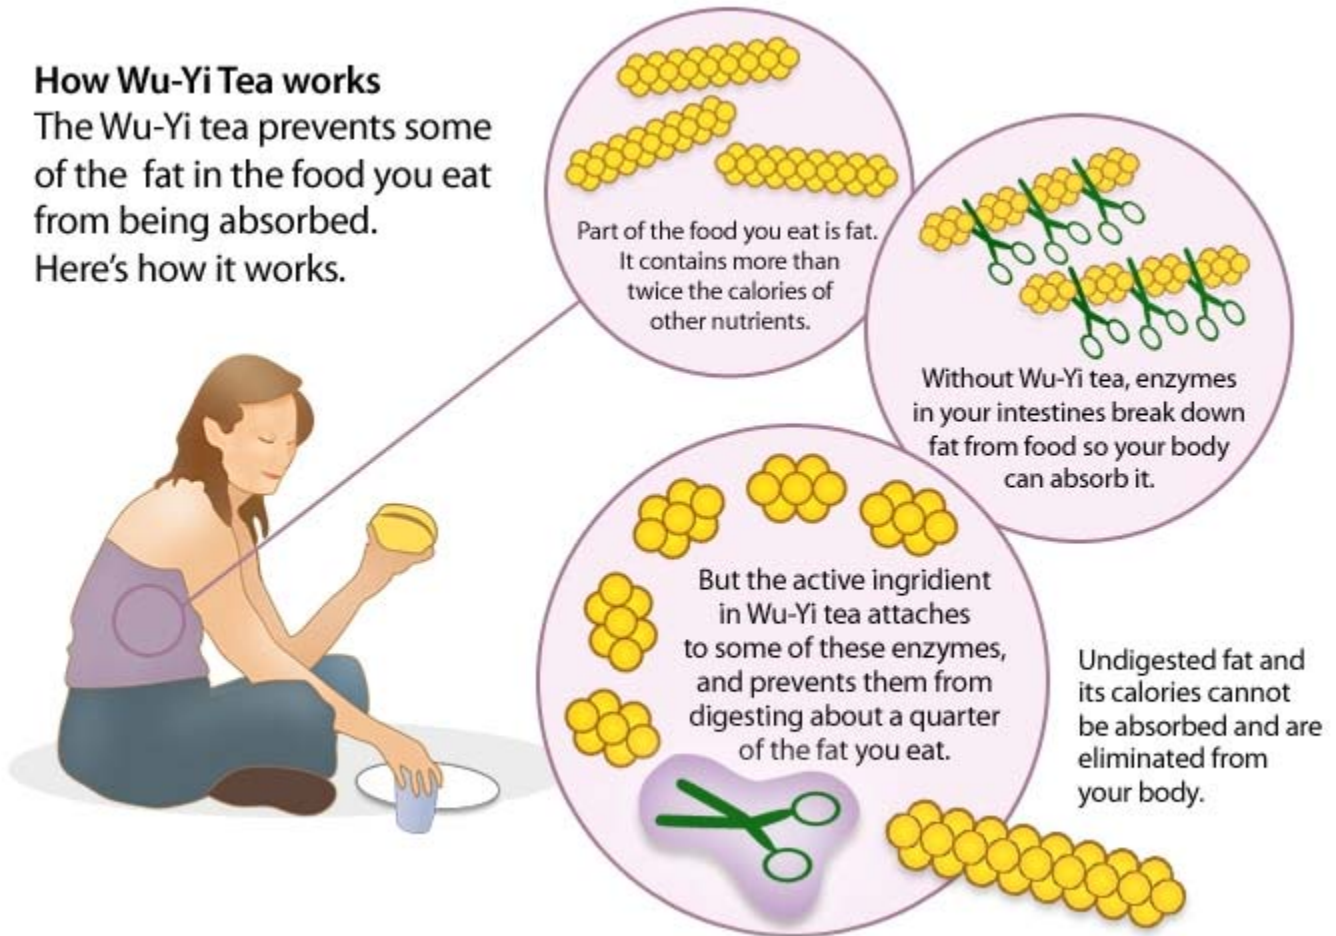 How Wu-Yi Tea works
The Wu-Yi tea prevents some
of the fat in the food you eat
from being absorbed.
Here's how it works.
Part of the food you eat is fat.
It contains more than
twice the calories of
other nutrients.
Without Wu-Yi tea, enzymes
in your intestines break down
fat from food so your body
can absorb it.
But the active ingridient
in Wu-Yi tea attaches
to some of these enzymes,
and prevents them from
digesting about a quarter
of the fat you eat.
Undigested fat and
its calories cannot
be absorbed and are
eliminated from
your body.